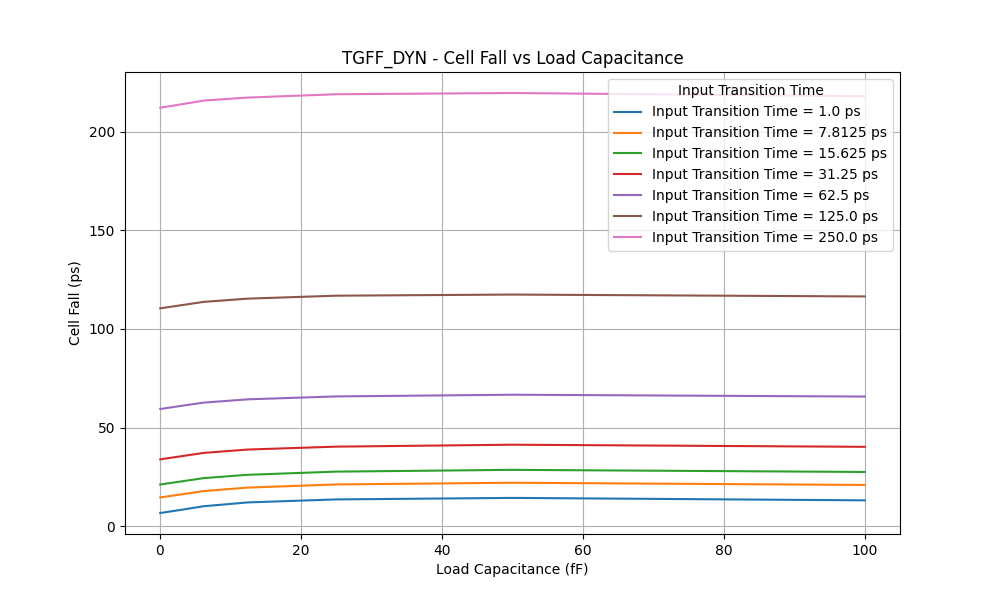 TGFF_DYN - Cell Fall vs Load Capacitance
Input Transition Time
Input Transition Time = 1.0 ps
Input Transition Time = 7.8125 ps
Input Transition Time = 15.625 ps
Input Transition Time = 31.25 ps
Input Transition Time = 62.5 ps
Input Transition Time = 125.0 ps
Input Transition Time = 250.0 ps
Cell Fall (ps)
200
150
100
50
0
0 20 40 60 80 100
Load Capacitance (fF)